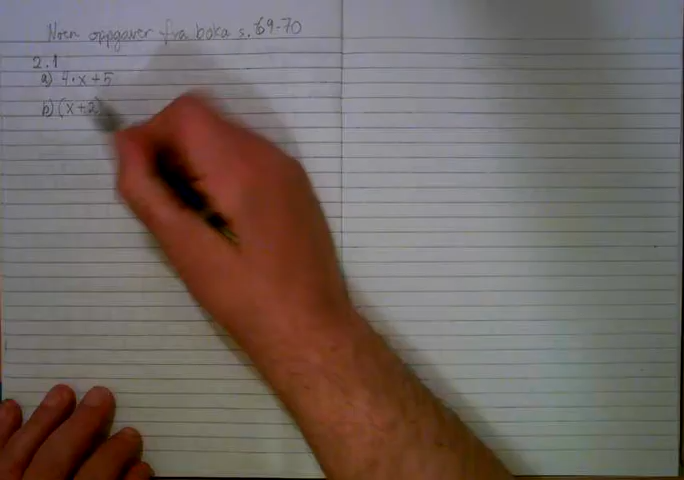 Noen oppgaver fra boka s. 69-70
2.1
a) 4·x+5
b) (x+2)